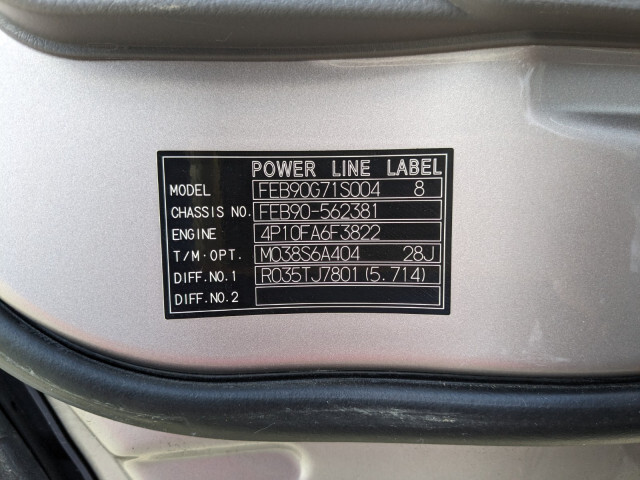 POWER LINE LABEL
MODEL FEB90G71S004 8
CHASSIS NO. FEB90-562381
ENGINE 4P10FA6F3822
T/M·OPT. M038S6A404 28J
DIFF.NO.1 R035TJ7801(5.714)
DIFF.NO.2